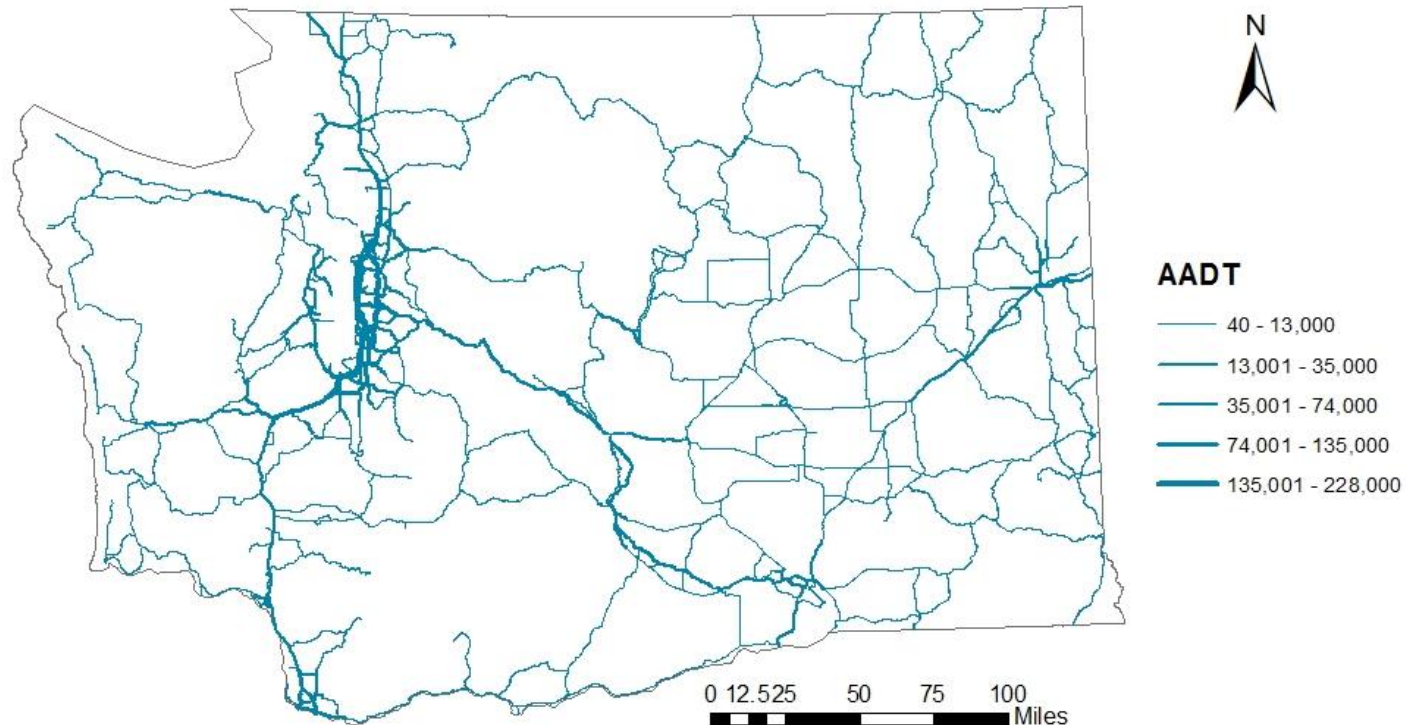 N
AADT
40 - 13,000
13,001 - 35,000
35,001 - 74,000
74,001 - 135,000
135,001 - 228,000
0 12.525 50 75 100
Miles